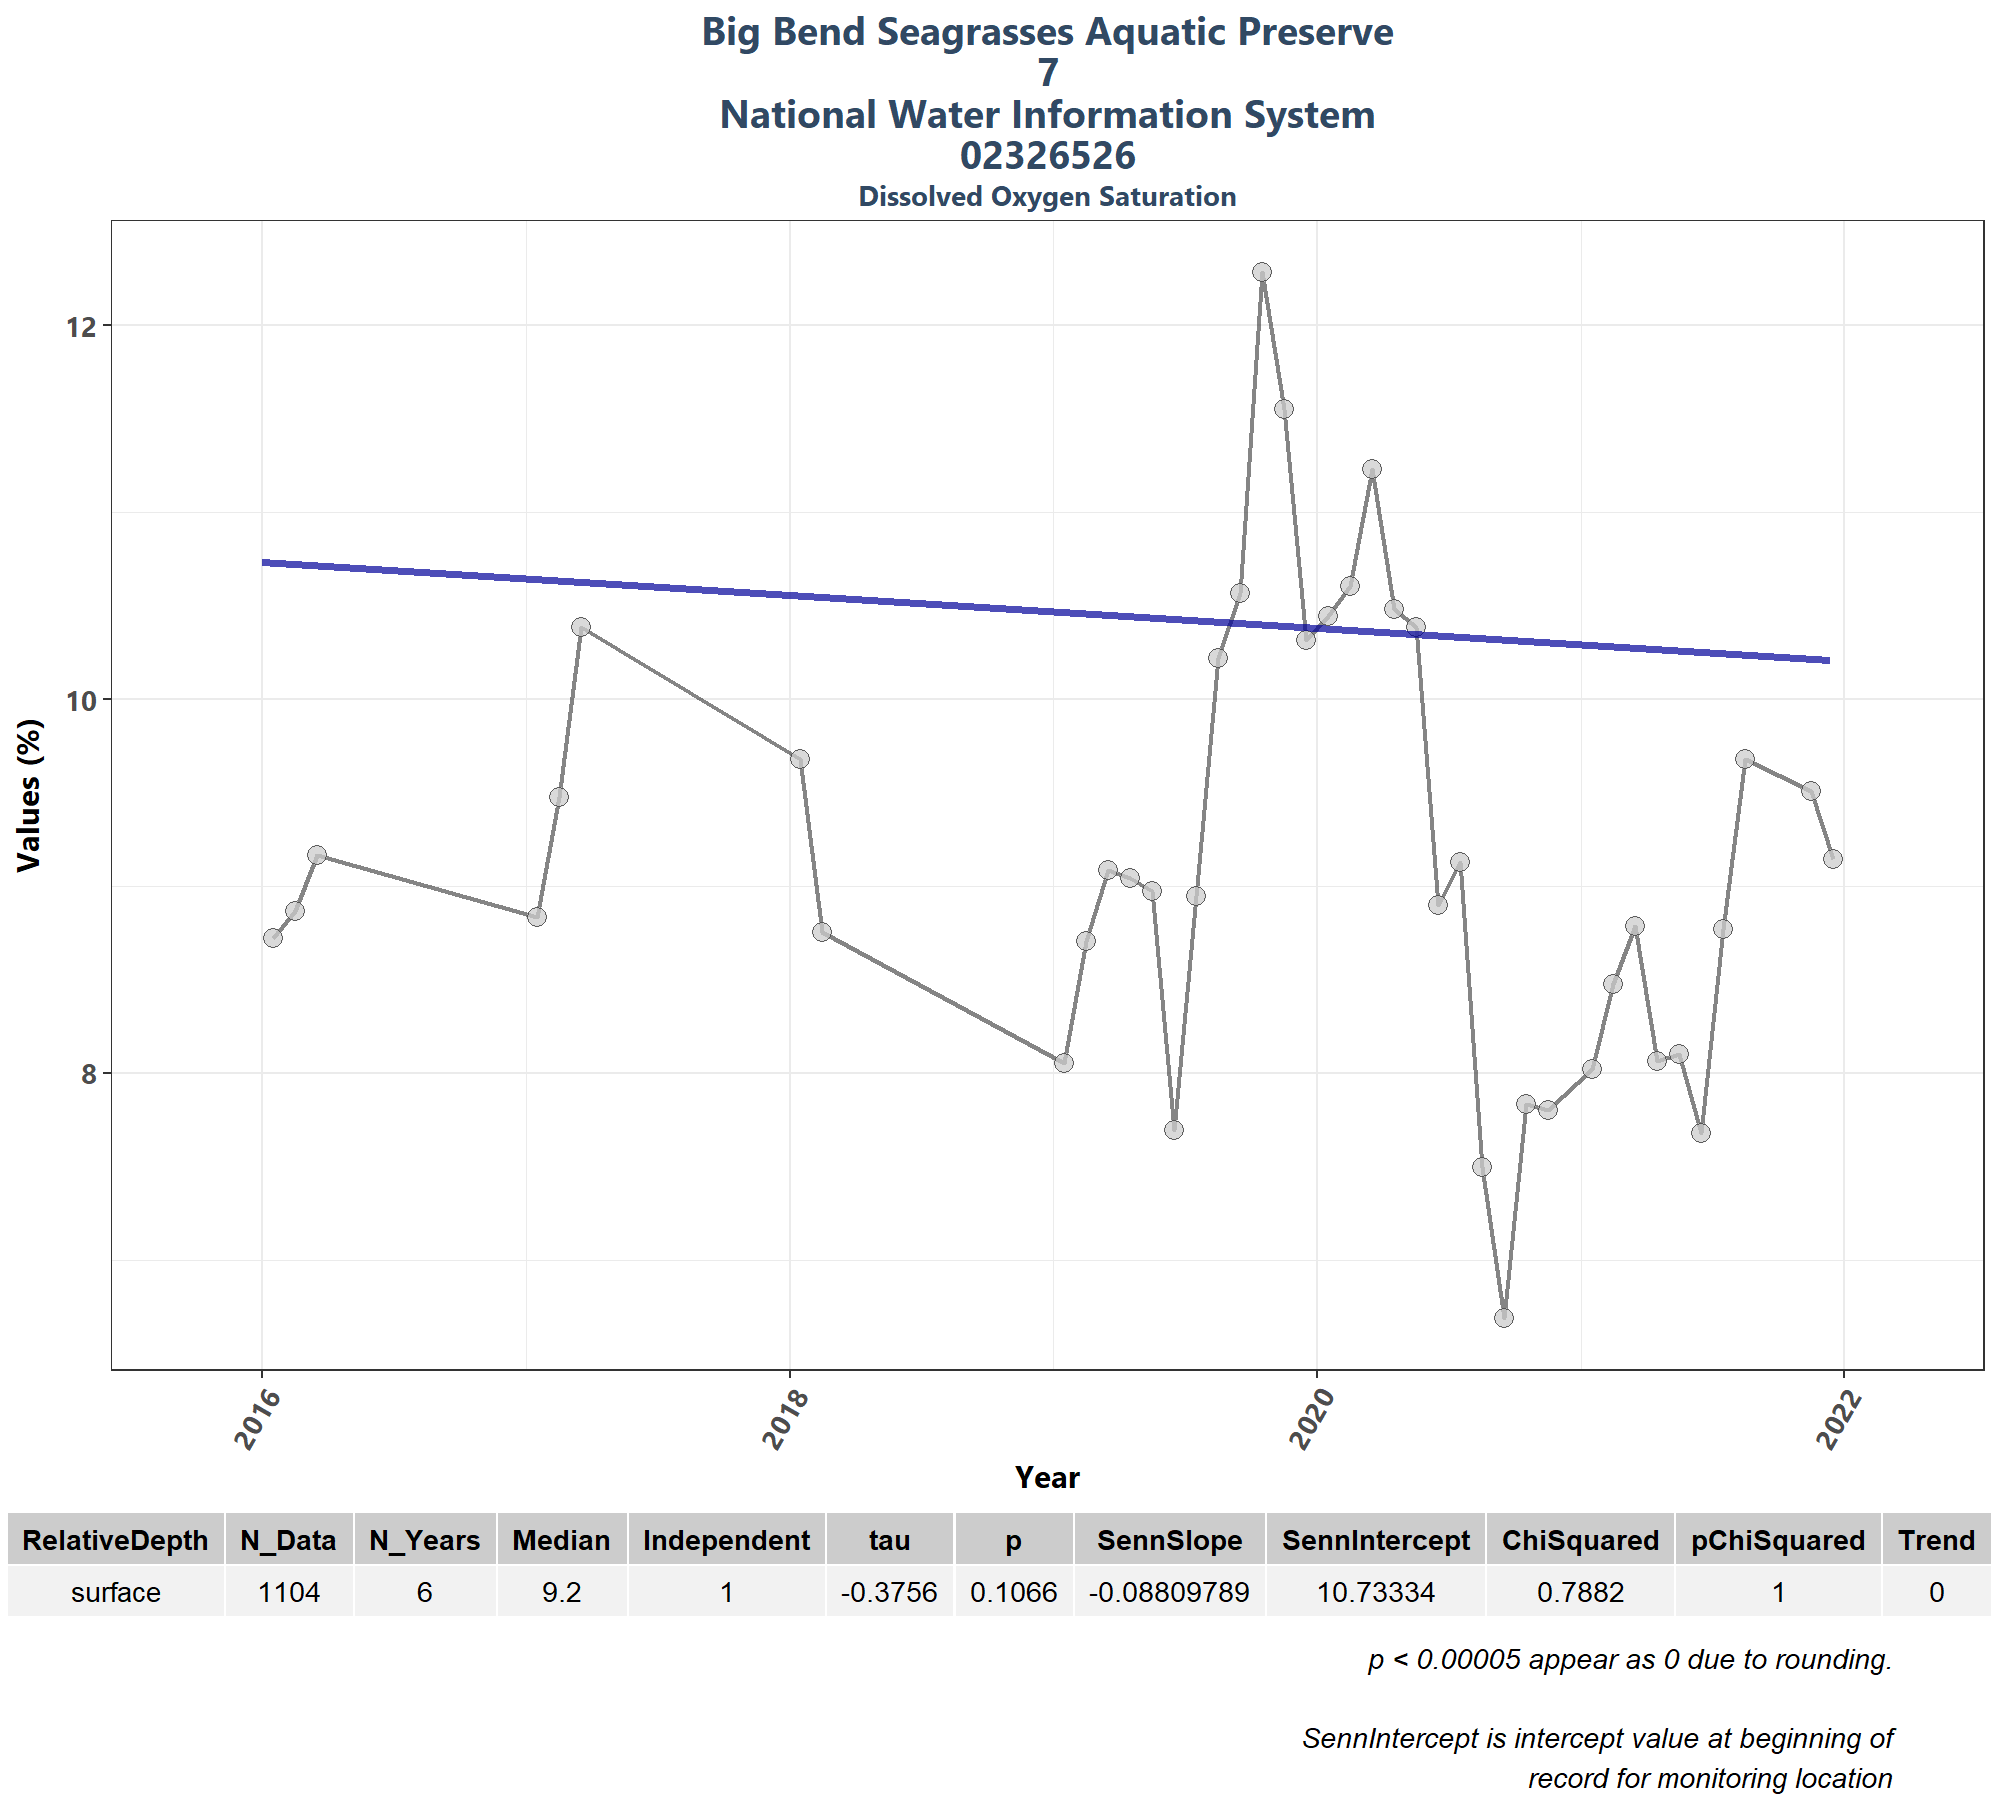 Big Bend Seagrasses Aquatic Preserve
7
National Water Information System
02326526
Dissolved Oxygen Saturation
12
10
8
Values (%)
2016 2018 2020 2022
Year
RelativeDepth N_Data N_Years Median Independent tau p SennSlope SennIntercept ChiSquared pChiSquared Trend
surface 1104 6 9.2 1 -0.3756 0.1066 -0.08809789 10.73334 0.7882 1 0
p < 0.00005 appear as 0 due to rounding.
SennIntercept is intercept value at beginning of
record for monitoring location